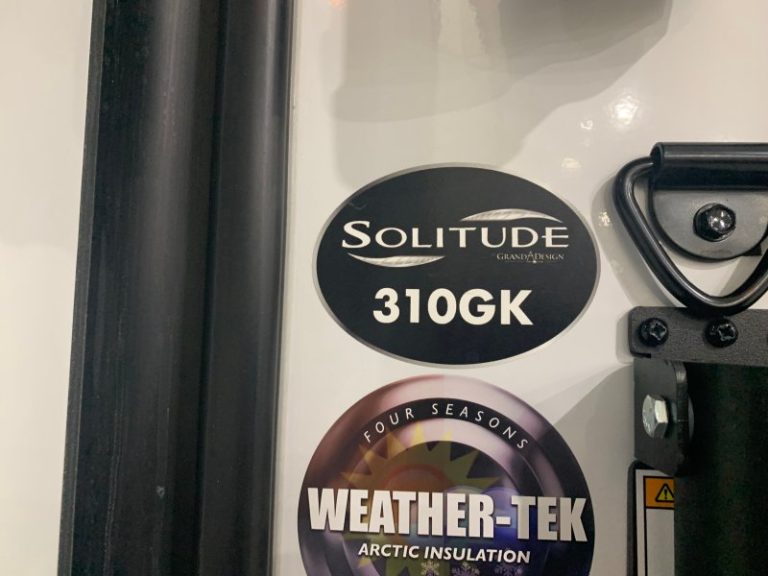 SOLITUDE
GRAND DESIGN
310GK
FOUR SEASONS
WEATHER-TEK
ARCTIC INSULATION